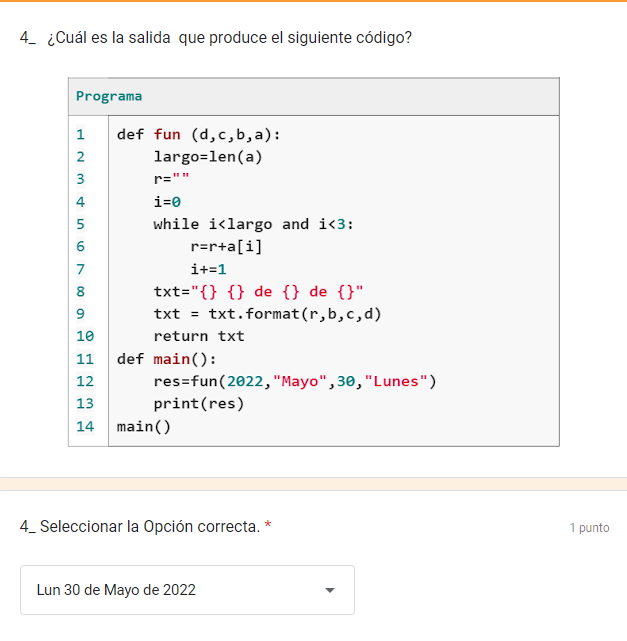 4_ ¿Cuál es la salida que produce el siguiente código?
Programa
1 def fun (d,c,b,a):
2 largo=len(a)
3 r=""
4 i=0
5 while i<largo and i<3:
6 r=r+a[i]
7 i+=1
8 txt="{} {} de {} de {}"
9 txt = txt.format(r,b,c,d)
10 return txt
11 def main():
12 res=fun(2022,"Mayo",30,"Lunes")
13 print(res)
14 main()
4_ Seleccionar la Opción correcta. *
1 punto
Lun 30 de Mayo de 2022